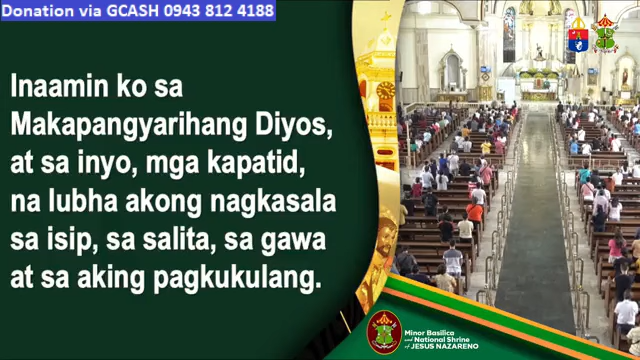 Donation via GCASH 0943 812 4188
Inaamin ko sa
Makapangyarihang Diyos,
at sa inyo, mga kapatid,
na lubha akong nagkasala
sa isip, sa salita, sa gawa
at sa aking pagkukulang.
Minor Basilica
and National Shrine
of JESUS NAZARENO